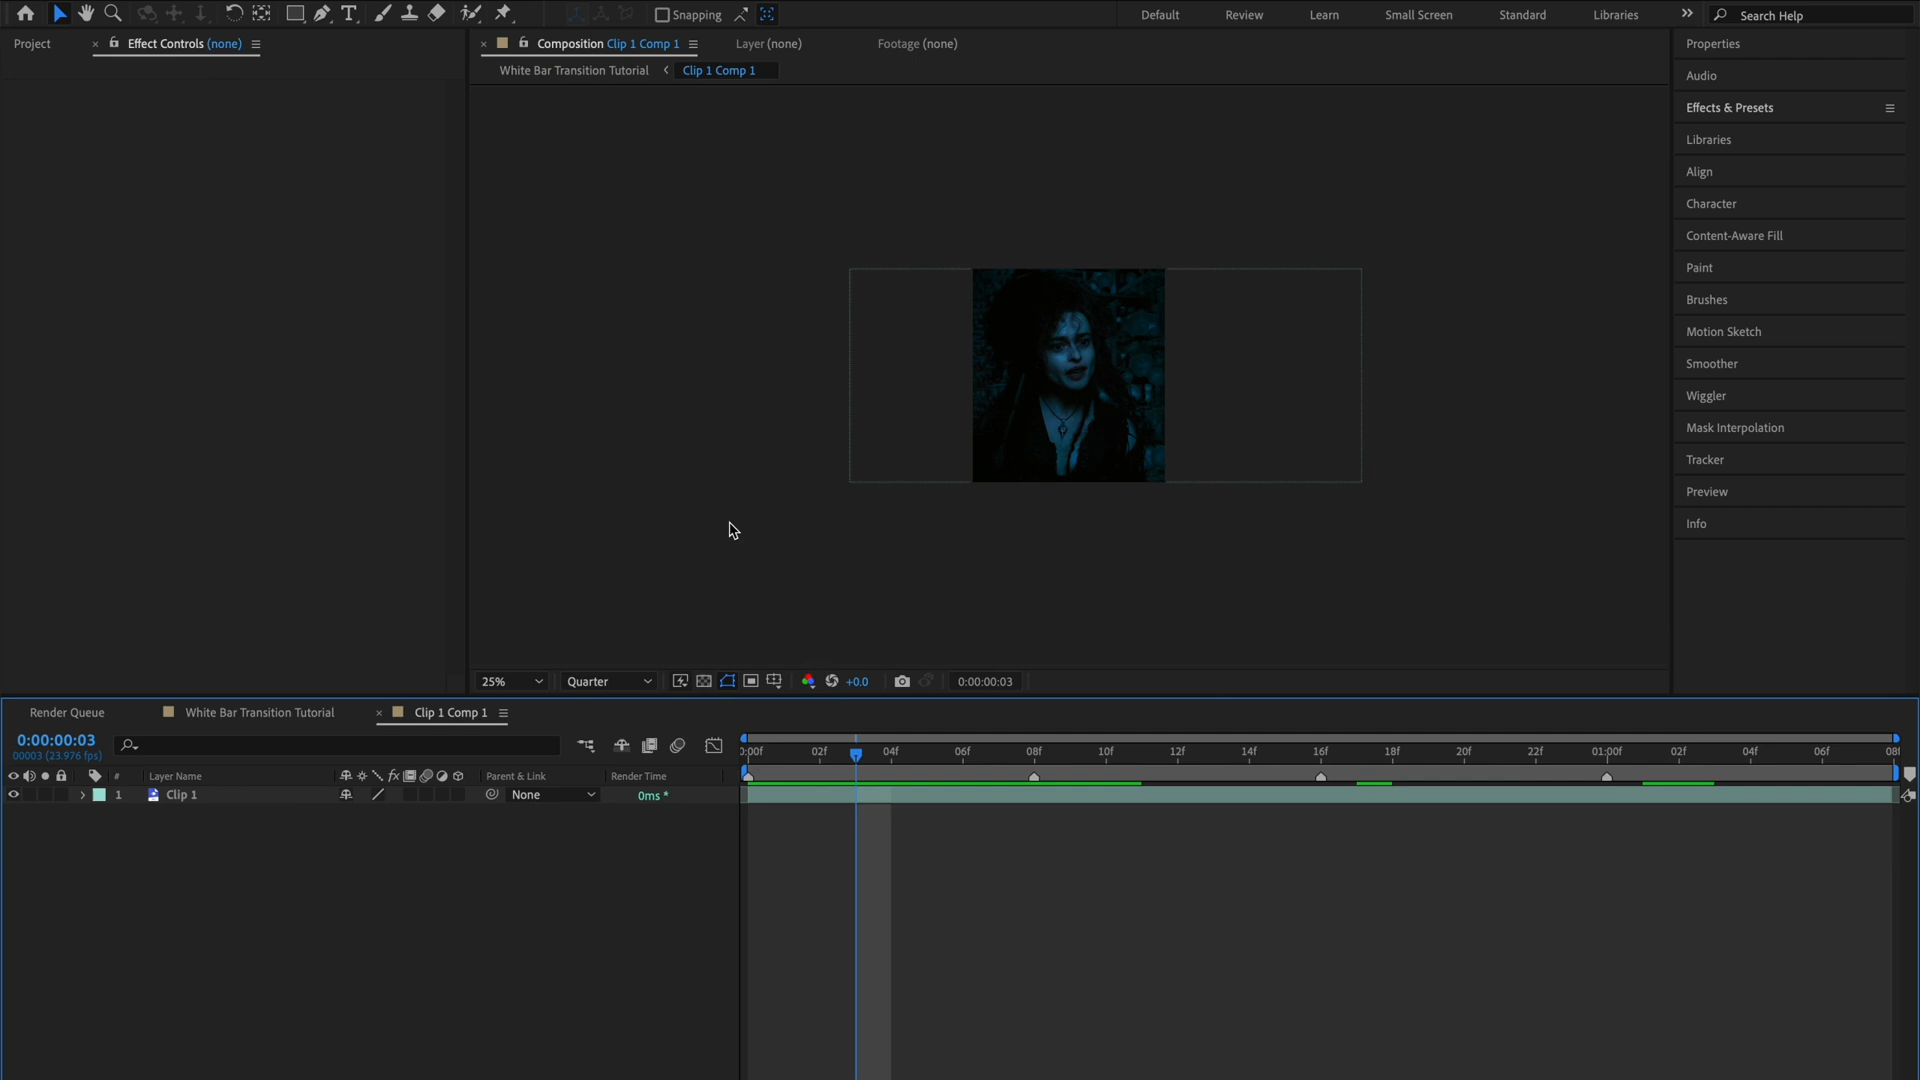 Snapping
Default
Review
Learn
Small Screen
Standard
Libraries
Search Help
Project
Effect Controls (none)
Composition Clip 1 Comp 1
Layer (none)
Footage (none)
White Bar Transition Tutorial
Clip 1 Comp 1
Properties
Audio
Effects & Presets
Libraries
Align
Character
Content-Aware Fill
Paint
Brushes
Motion Sketch
Smoother
Wiggler
Mask Interpolation
Tracker
Preview
Info
25%
Quarter
+0.0
0:00:00:03
Render Queue
White Bar Transition Tutorial
Clip 1 Comp 1
0:00:00:03
00003 (23.976 fps)
02f 04f 06f 08f 10f 12f 14f 16f 18f 20f 22f 01:00f 02f 04f 06f
# Layer Name
fx
Parent & Link
Render Time
1 Clip 1
None
0ms *